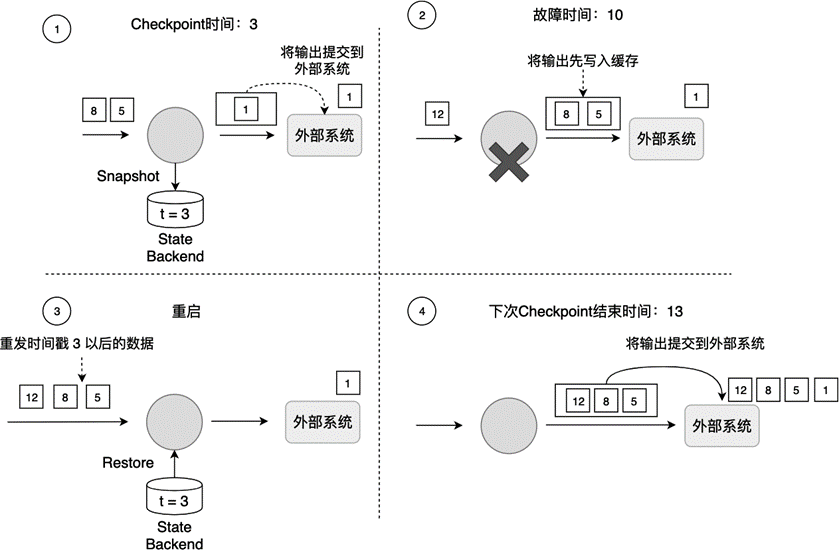 1
Checkpoint时间：3
将输出提交到
外部系统
8 5
1
1
外部系统
Snapshot
t = 3
State
Backend
2
故障时间：10
将输出先写入缓存
12
8 5
1
外部系统
3
重启
重发时间戳 3 以后的数据
12 8 5
1
外部系统
Restore
t = 3
State
Backend
4
下次Checkpoint结束时间：13
将输出提交到外部系统
12 8 5
12 8 5 1
外部系统